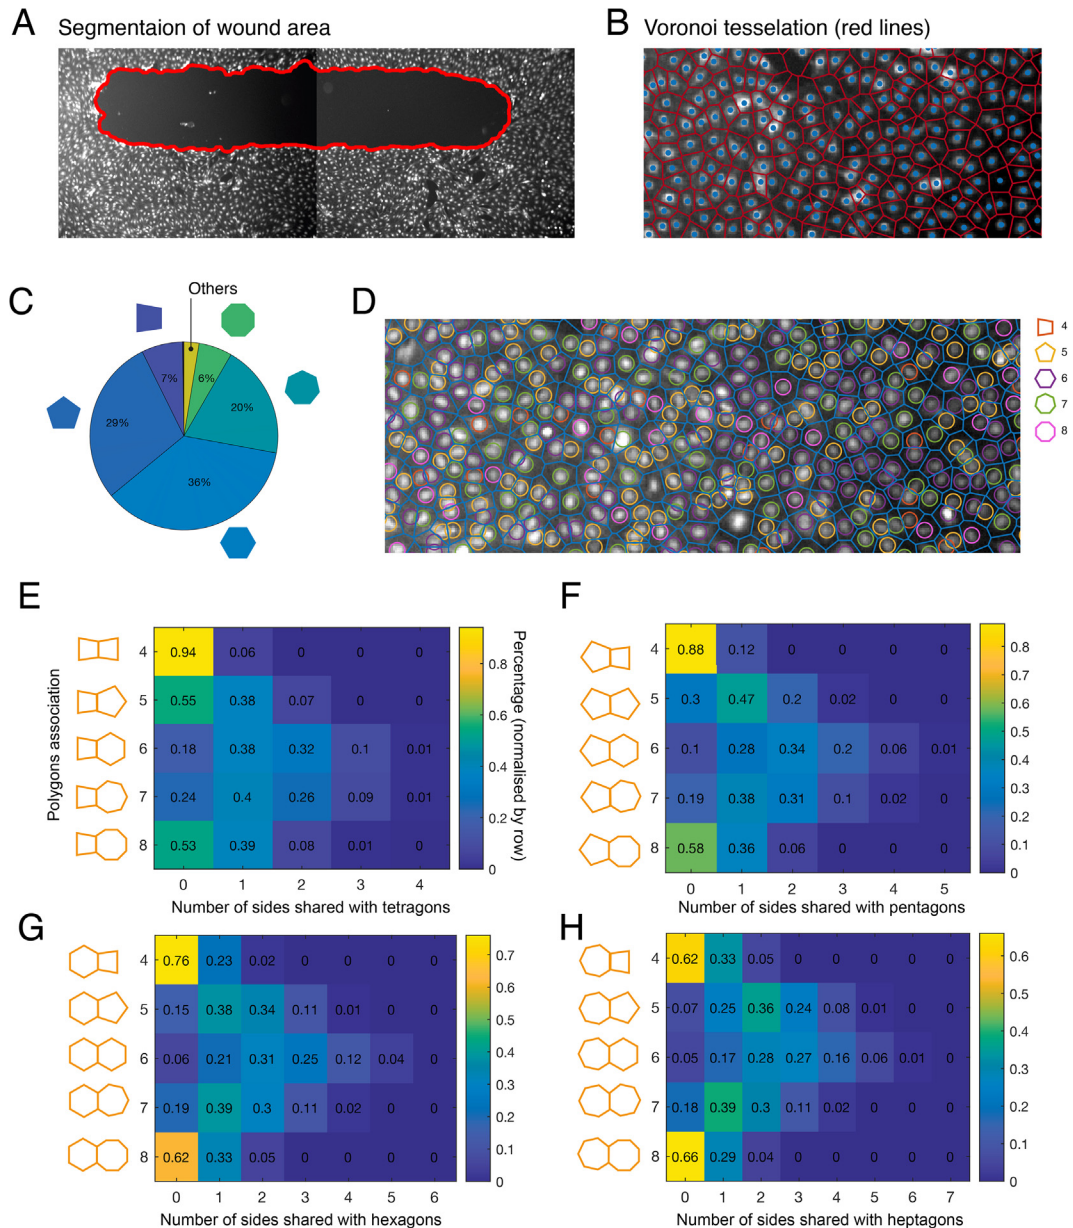 A Segmentaion of wound area
B Voronoi tesselation (red lines)
C
Others
7%
6%
20%
29%
36%
D
4
5
6
7
8
E
Polygons association
4 0.94 0.06 0 0 0
5 0.55 0.38 0.07 0 0
6 0.18 0.38 0.32 0.1 0.01
7 0.24 0.4 0.26 0.09 0.01
8 0.53 0.39 0.08 0.01 0
0 1 2 3 4
Number of sides shared with tetragons
0.8
0.6
0.4
0.2
0
Percentage (normalised by row)
F
4 0.88 0.12 0 0 0 0
5 0.3 0.47 0.2 0.02 0 0
6 0.1 0.28 0.34 0.2 0.06 0.01
7 0.19 0.38 0.31 0.1 0.02 0
8 0.58 0.36 0.06 0 0 0
0 1 2 3 4 5
Number of sides shared with pentagons
0.8
0.7
0.6
0.5
0.4
0.3
0.2
0.1
0
G
4 0.76 0.23 0.02 0 0 0 0
5 0.15 0.38 0.34 0.11 0.01 0 0
6 0.06 0.21 0.31 0.25 0.12 0.04 0
7 0.19 0.39 0.3 0.11 0.02 0 0
8 0.62 0.33 0.05 0 0 0 0
0 1 2 3 4 5 6
Number of sides shared with hexagons
0.7
0.6
0.5
0.4
0.3
0.2
0.1
0
H
4 0.62 0.33 0.05 0 0 0 0 0
5 0.07 0.25 0.36 0.24 0.08 0.01 0 0
6 0.05 0.17 0.28 0.27 0.16 0.06 0.01 0
7 0.18 0.39 0.3 0.11 0.02 0 0 0
8 0.66 0.29 0.04 0 0 0 0 0
0 1 2 3 4 5 6 7
Number of sides shared with heptagons
0.6
0.5
0.4
0.3
0.2
0.1
0